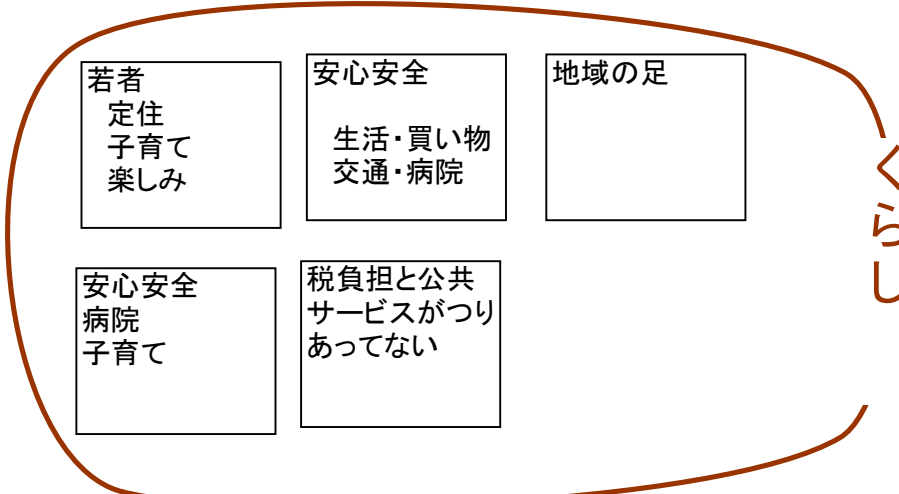 若者
定住
子育て
楽しみ
安心安全
生活・買い物
交通・病院
地域の足
安心安全
病院
子育て
税負担と公共
サービスがつり
あってない
くらし